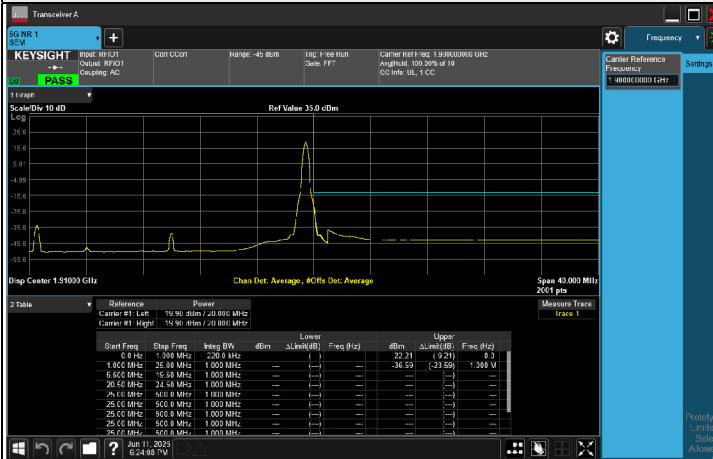 Transceiver A
5G NR 1
SEM
Frequency
KEYSIGHT
Input: RFIO1
Output: RFIO1
Coupling: AC
Corr CCorr
Range: -45 dBm
Trig: Free Run
Gate: FFT
Carrier Ref Freq: 1.900000000 GHz
Avg|Hold: 100.00% of 10
CC Info: UL, 1 CC
PASS
Carrier Reference
Frequency
1.900000000 GHz
Settings
1 Graph
Scale/Div 10 dB
Ref Value 35.0 dBm
Log
25.0
15.0
5.01
-4.99
-15.0
-25.0
-35.0
-45.0
-55.0
Disp Center 1.91000 GHz
Chan Det: Average, #Offs Det: Average
Span 40.000 MHz
2001 pts
2 Table
Reference Power
Carrier #1: Left 19.90 dBm / 20.000 MHz
Carrier #1: Right 19.90 dBm / 20.000 MHz
Measure Trace
Trace 1
Lower Upper
Start Freq Stop Freq Integ BW dBm ΔLimit(dB) Freq (Hz) dBm ΔLimit(dB) Freq (Hz)
0.0 Hz 1.000 MHz 220.0 kHz --- (---) --- 22.21 (-9.21) 0.0
1.000 MHz 25.00 MHz 1.000 MHz --- (---) --- -36.59 (-23.59) 1.000 M
19.50 MHz 1.000 MHz --- (---) --- --- (---) ---
20.50 MHz 24.50 MHz 1.000 MHz --- (---) --- --- (---) ---
25.00 MHz 500.0 MHz 1.000 MHz --- (---) --- --- (---) ---
25.00 MHz 500.0 MHz 1.000 MHz --- (---) --- --- (---) ---
25.00 MHz 500.0 MHz 1.000 MHz --- (---) --- --- (---) ---
25.00 MHz 500.0 MHz 1.000 MHz --- (---) --- --- (---) ---
Jun 11, 2025
6:24:08 PM
Prototy
Limite
Sale
Allowe